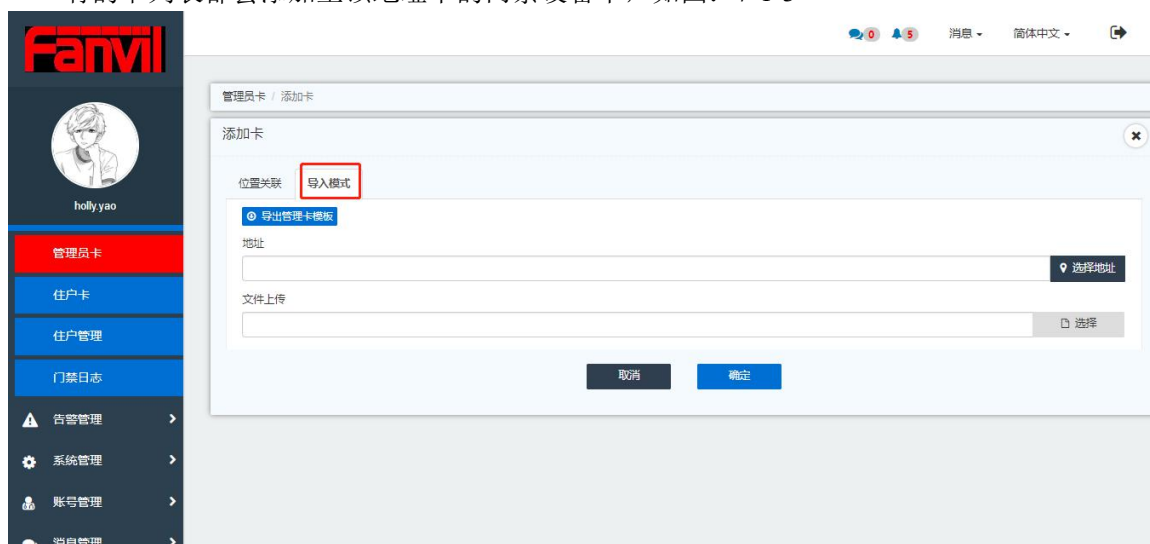 Fanvil
0 5 消息 简体中文
管理员卡 / 添加卡
添加卡
位置关联 导入模式
holly.yao
导出管理卡模板
管理员卡
地址
选择地址
住户卡
文件上传
选择
住户管理
门禁日志
取消 确定
告警管理
系统管理
账号管理
消息管理